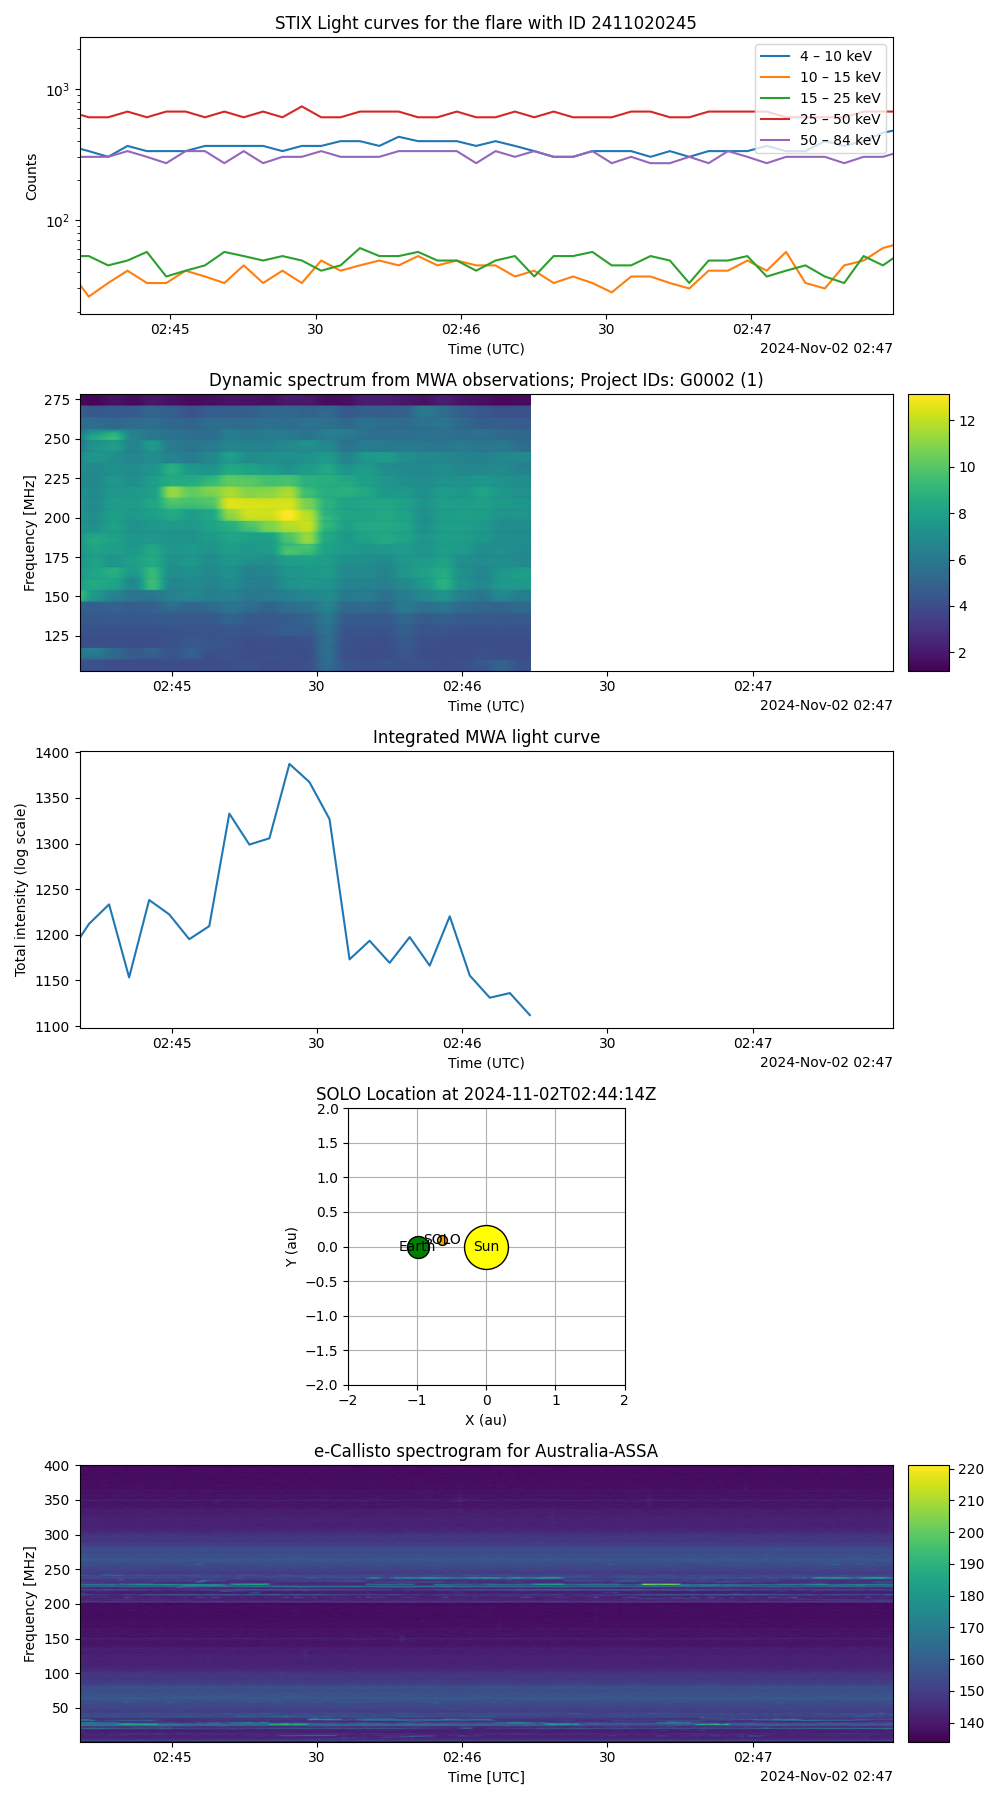 STIX Light curves for the flare with ID 2411020245
10³
10²
Counts
4 – 10 keV
10 – 15 keV
15 – 25 keV
25 – 50 keV
50 – 84 keV
02:45 30 02:46 30 02:47
Time (UTC)
2024-Nov-02 02:47
Dynamic spectrum from MWA observations; Project IDs: G0002 (1)
275
250
225
200
175
150
125
Frequency [MHz]
12
10
8
6
4
2
02:45 30 02:46 30 02:47
Time (UTC)
2024-Nov-02 02:47
Integrated MWA light curve
1400
1350
1300
1250
1200
1150
1100
Total intensity (log scale)
02:45 30 02:46 30 02:47
Time (UTC)
2024-Nov-02 02:47
SOLO Location at 2024-11-02T02:44:14Z
2.0
1.5
1.0
0.5
0.0
−0.5
−1.0
−1.5
−2.0
Y (au)
Earth
SOLO
Sun
−2 −1 0 1 2
X (au)
e-Callisto spectrogram for Australia-ASSA
400
350
300
250
200
150
100
50
Frequency [MHz]
220
210
200
190
180
170
160
150
140
02:45 30 02:46 30 02:47
Time [UTC]
2024-Nov-02 02:47